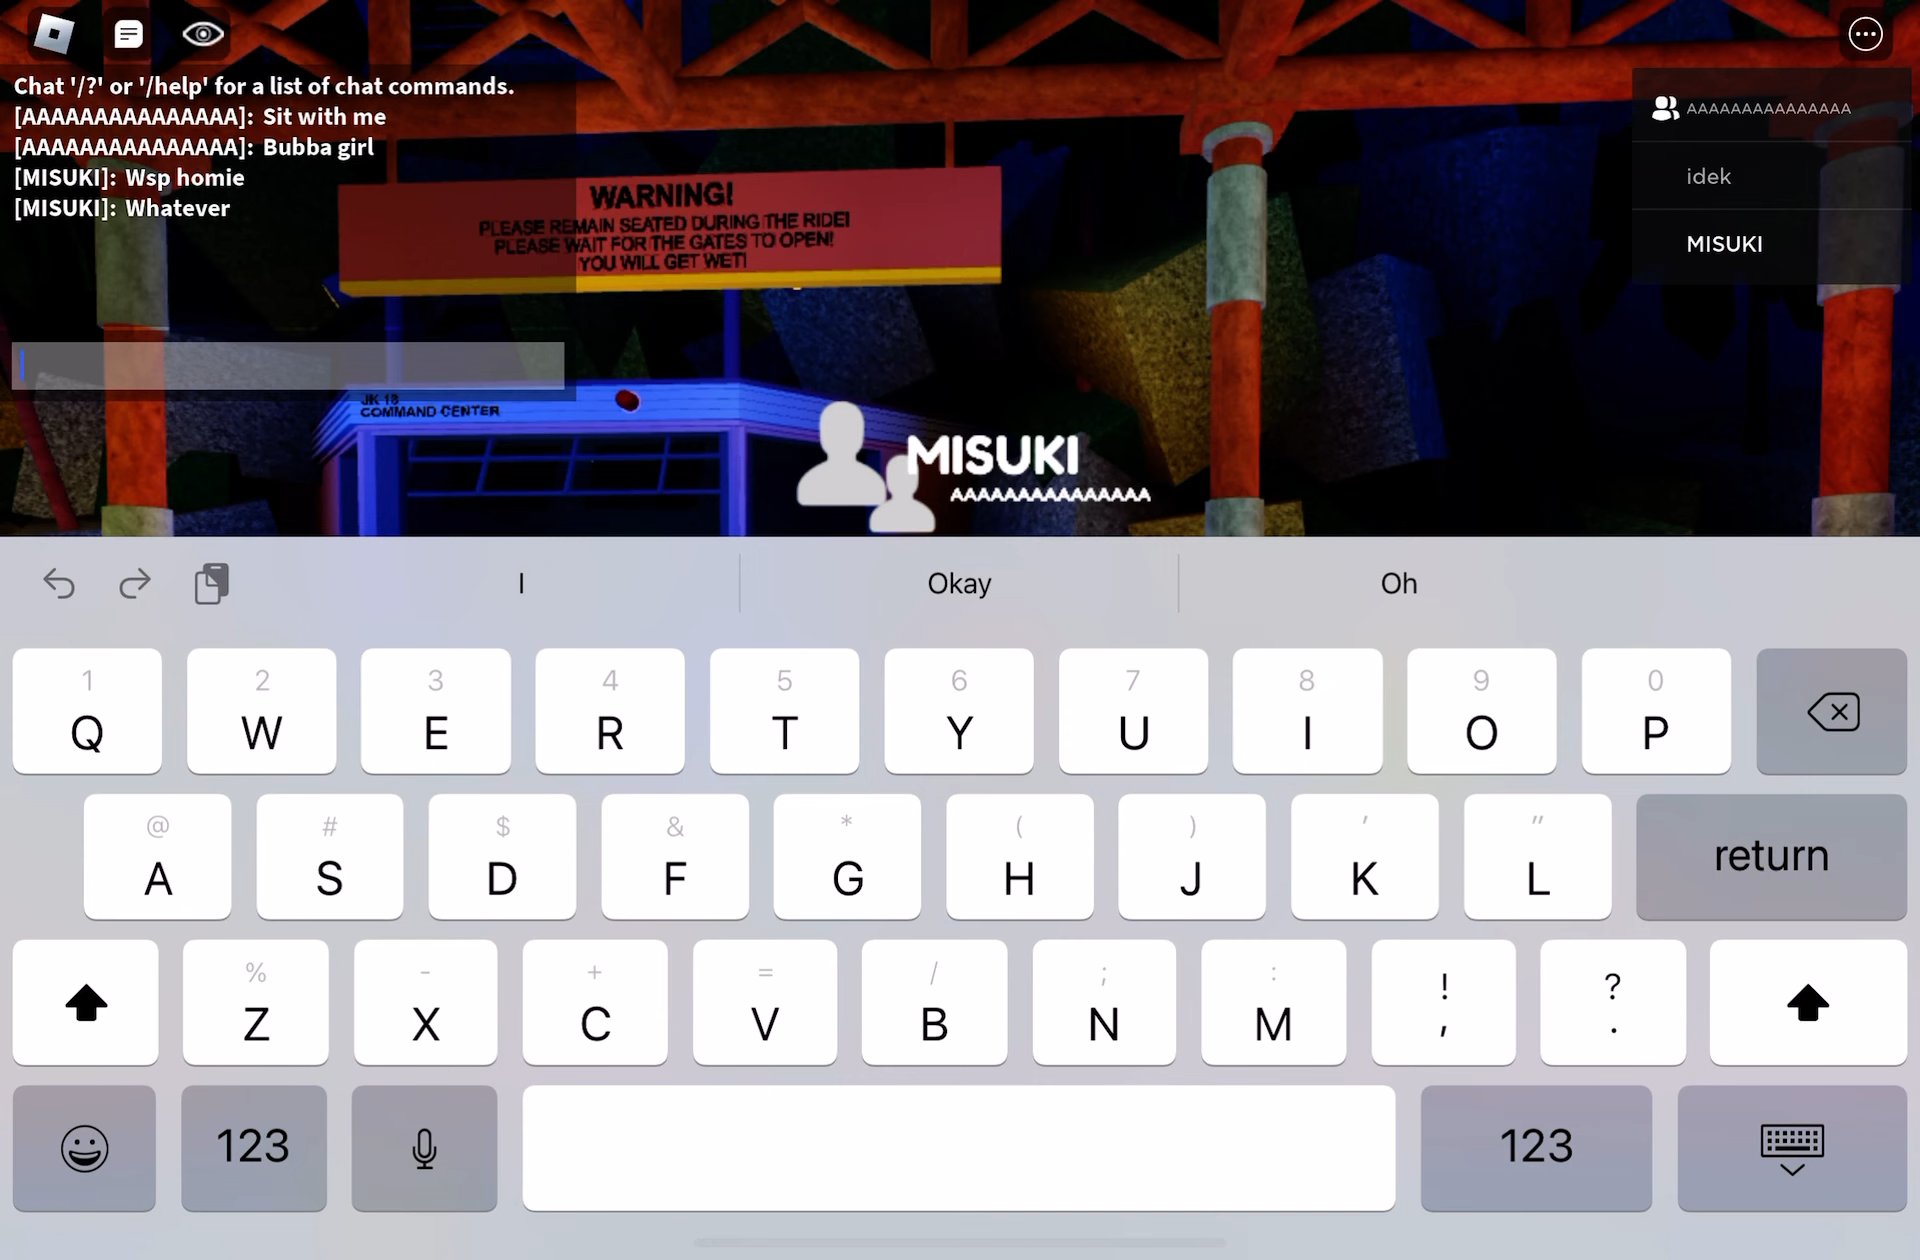 Chat '/?' or '/help' for a list of chat commands.
[AAAAAAAAAAAAAAA]: Sit with me
[AAAAAAAAAAAAAAA]: Bubba girl
[MISUKI]: Wsp homie
[MISUKI]: Whatever
AAAAAAAAAAAAAAA
idek
MISUKI
WARNING!
PLEASE REMAIN SEATED DURING THE RIDE!
PLEASE WAIT FOR THE GATES TO OPEN!
YOU WILL GET WET!
JK 18
COMMAND CENTER
MISUKI
AAAAAAAAAAAAAAA
I Okay Oh
1 2 3 4 5 6 7 8 9 0
Q W E R T Y U I O P
@ # $ & * ( ) ' "
A S D F G H J K L return
% - + = / ; : ! ?
Z X C V B N M , .
123 123